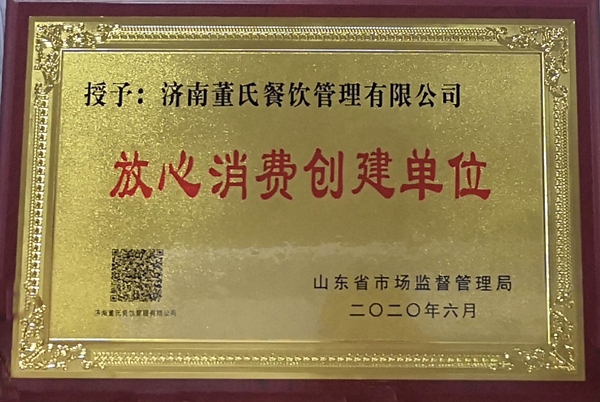 授予：济南董氏餐饮管理有限公司
放心消费创建单位
济南董氏餐饮管理有限公司
山东省市场监督管理局
二〇二〇年六月